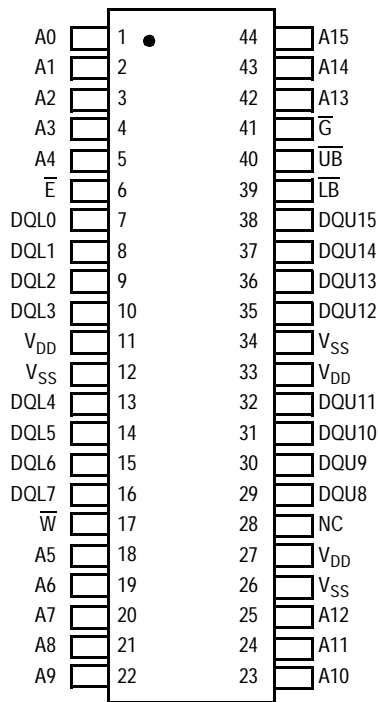 A0 1 44 A15
A1 2 43 A14
A2 3 42 A13
A3 4 41 G̅
A4 5 40 U̅B̅
E̅ 6 39 L̅B̅
DQL0 7 38 DQU15
DQL1 8 37 DQU14
DQL2 9 36 DQU13
DQL3 10 35 DQU12
VDD 11 34 VSS
VSS 12 33 VDD
DQL4 13 32 DQU11
DQL5 14 31 DQU10
DQL6 15 30 DQU9
DQL7 16 29 DQU8
W̅ 17 28 NC
A5 18 27 VDD
A6 19 26 VSS
A7 20 25 A12
A8 21 24 A11
A9 22 23 A10